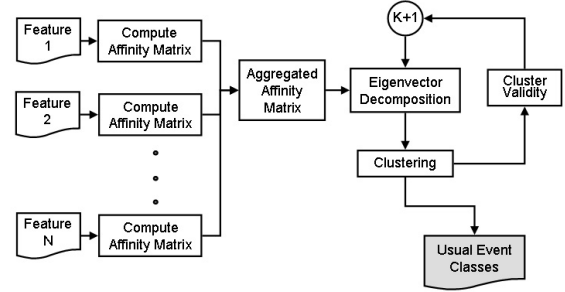 Feature
1
Compute
Affinity Matrix
Feature
2
Compute
Affinity Matrix
Feature
N
Compute
Affinity Matrix
Aggregated
Affinity
Matrix
K+1
Eigenvector
Decomposition
Cluster
Validity
Clustering
Usual Event
Classes